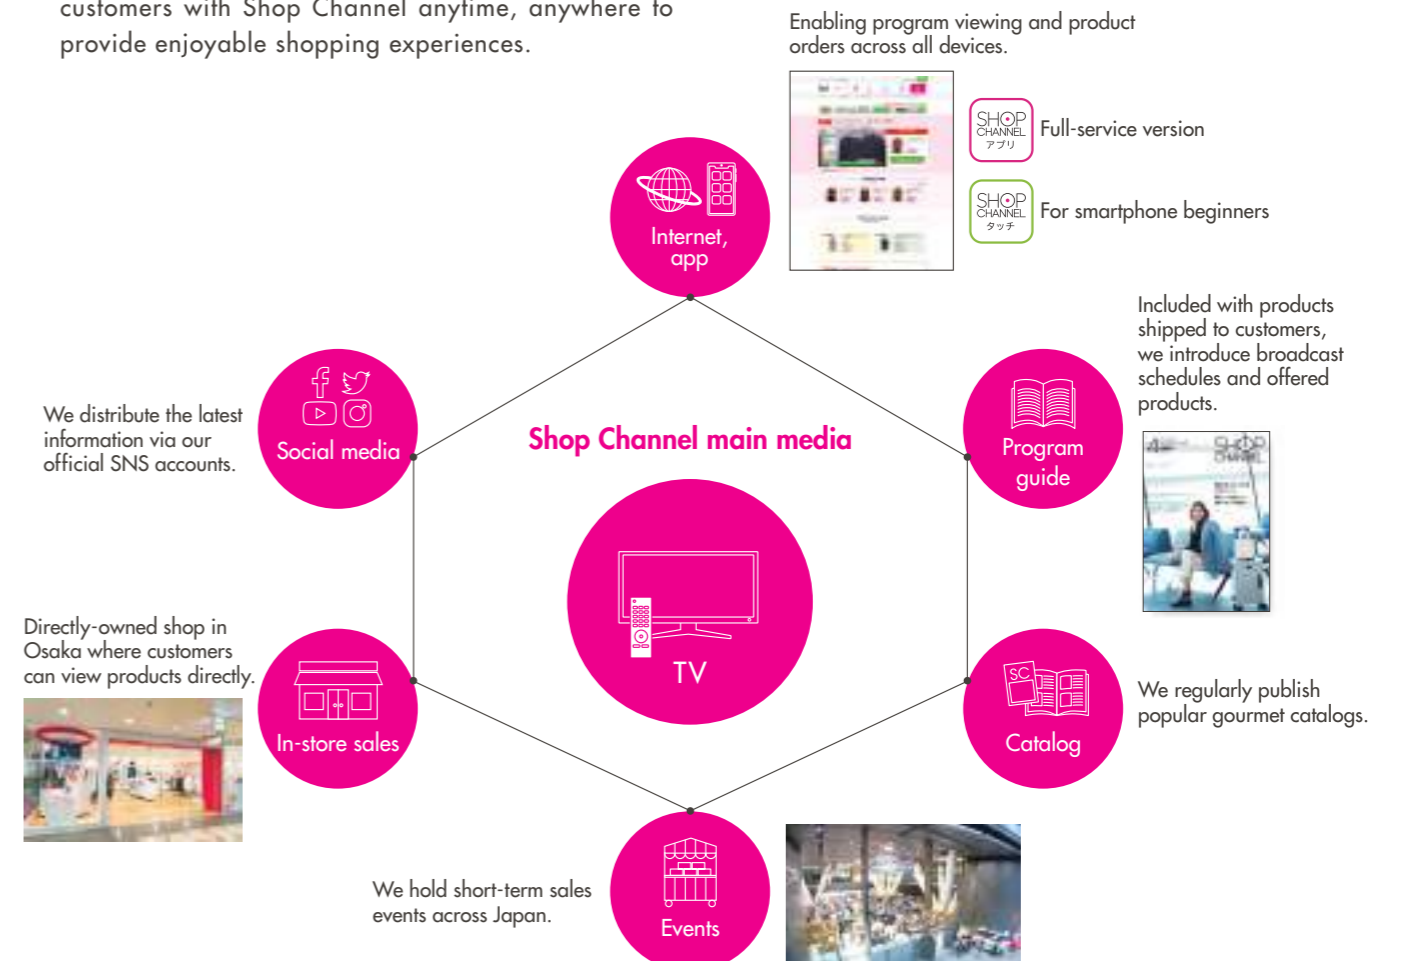 customers with Shop Channel anytime, anywhere to
provide enjoyable shopping experiences.
Enabling program viewing and product
orders across all devices.
SHOP
CHANNEL
アプリ
Full-service version
SHOP
CHANNEL
タッチ
For smartphone beginners
Internet,
app
Included with products
shipped to customers,
we introduce broadcast
schedules and offered
products.
Social media
We distribute the latest
information via our
official SNS accounts.
Shop Channel main media
Program
guide
SHOP
CHANNEL
TV
Directly-owned shop in
Osaka where customers
can view products directly.
In-store sales
SC
Catalog
We regularly publish
popular gourmet catalogs.
We hold short-term sales
events across Japan.
Events